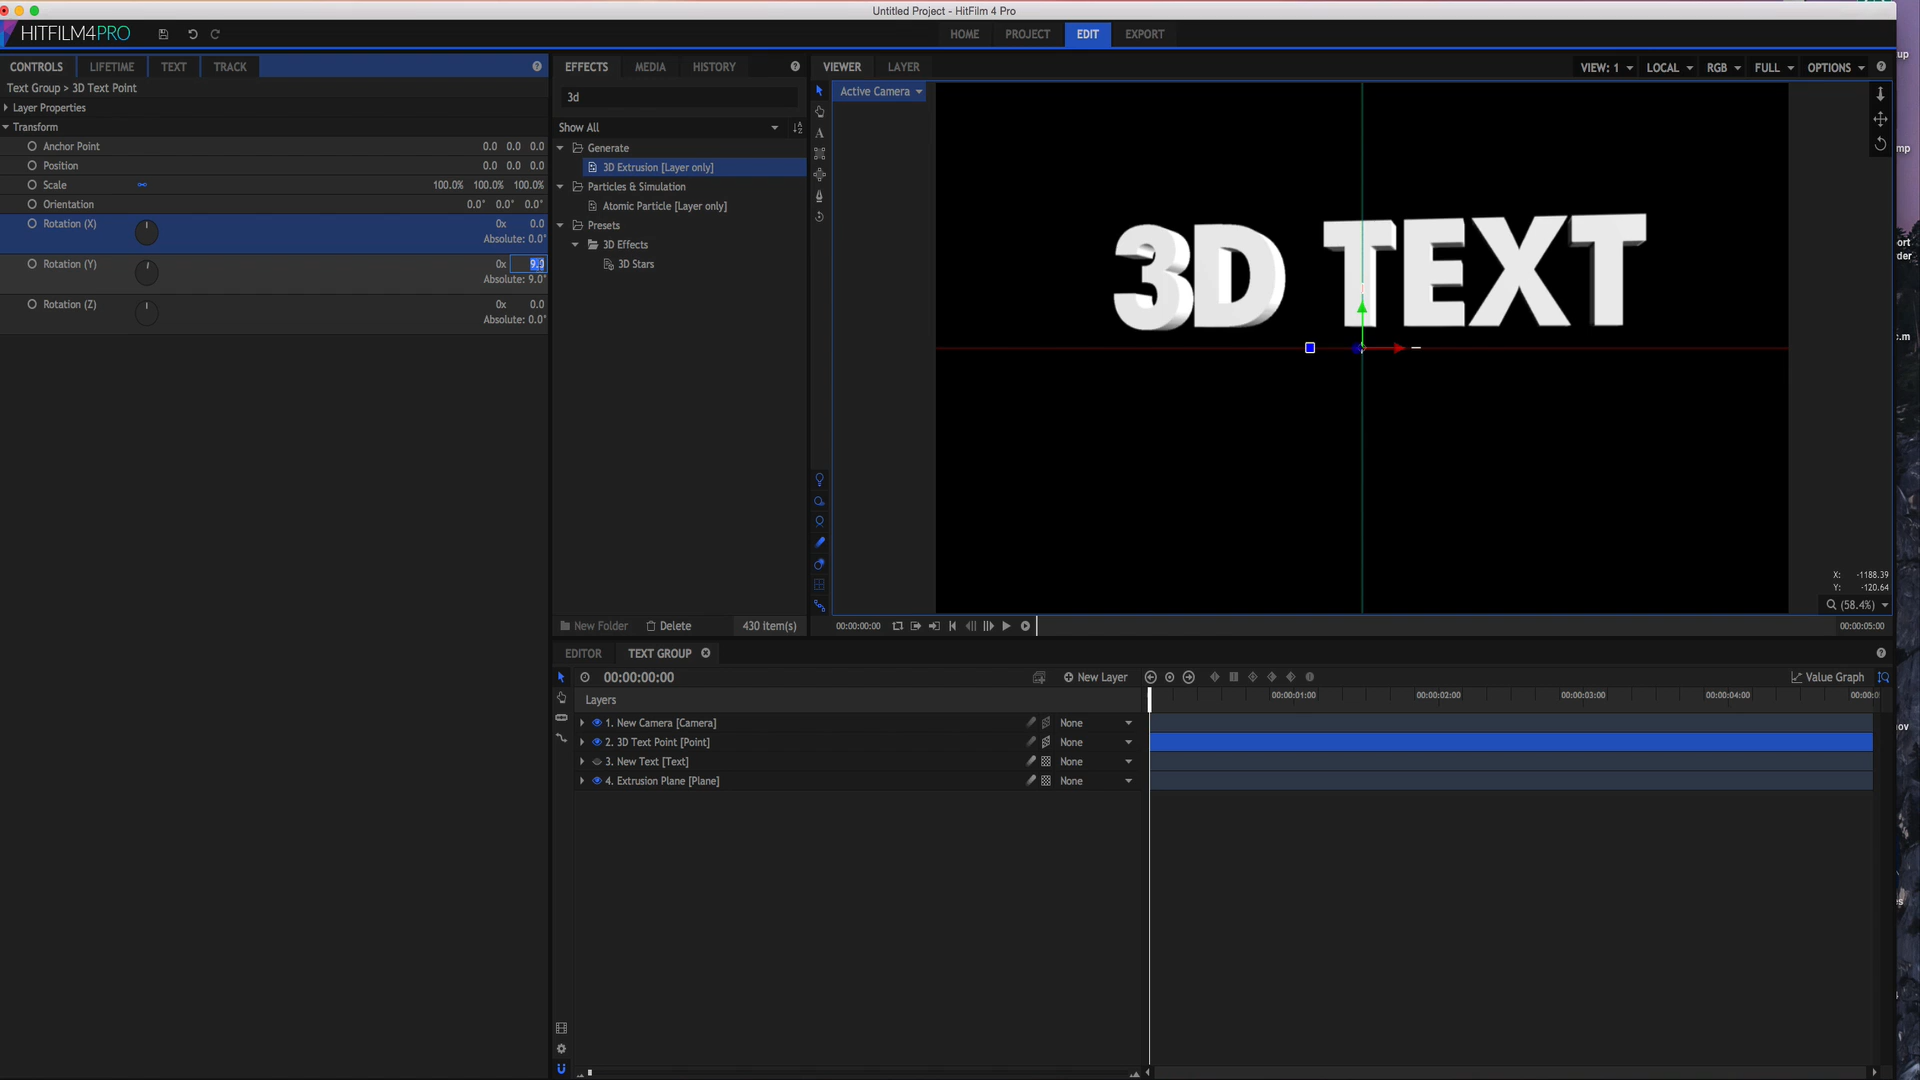 Untitled Project - HitFilm 4 Pro
HITFILM4PRO
HOME
PROJECT
EDIT
EXPORT
CONTROLS
LIFETIME
TEXT
TRACK
Text Group > 3D Text Point
Layer Properties
Transform
Anchor Point 0.0 0.0 0.0
Position 0.0 0.0 0.0
Scale 100.0% 100.0% 100.0%
Orientation 0.0° 0.0° 0.0°
Rotation (X) 0x 0.0
Absolute: 0.0°
Rotation (Y) 0x 9.0
Absolute: 9.0°
Rotation (Z) 0x 0.0
Absolute: 0.0°
EFFECTS
MEDIA
HISTORY
3d
Show All
Generate
3D Extrusion [Layer only]
Particles & Simulation
Atomic Particle [Layer only]
Presets
3D Effects
3D Stars
New Folder
Delete
430 item(s)
VIEWER
LAYER
VIEW: 1
LOCAL
RGB
FULL
OPTIONS
Active Camera
3D TEXT
X: -1188.39
Y: -120.64
(58.4%)
00:00:00:00
00:00:05:00
EDITOR
TEXT GROUP
00:00:00:00
New Layer
Value Graph
Layers
00:00:01:00
00:00:02:00
00:00:03:00
00:00:04:00
1. New Camera [Camera] None
2. 3D Text Point [Point] None
3. New Text [Text] None
4. Extrusion Plane [Plane] None